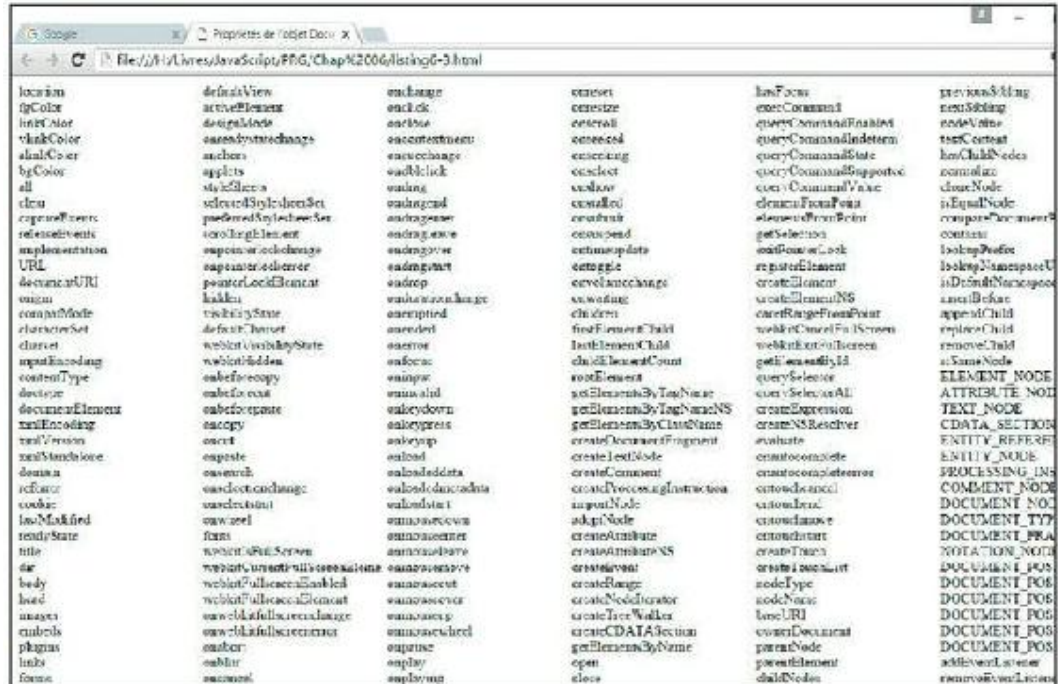 Google Propriétés de l'objet Docu
file:///H:/Livres/JavaScript/PRG/Chap%2006/listing6-3.html
location defaultView onchange onreset hasFocus previousSibling
fgColor activeElement onclick onresize execCommand nextSibling
linkColor designMode onclose onscroll queryCommandEnabled nodeValue
vlinkColor onreadystatechange oncontextmenu onseeked queryCommandIndeterm textContent
alinkColor anchors oncuechange onseeking queryCommandState hasChildNodes
bgColor applets ondblclick onselect queryCommandSupported normalize
all styleSheets ondrag onshow queryCommandValue cloneNode
clear selectedStylesheetSet ondragend onstalled elementFromPoint isEqualNode
captureEvents preferredStylesheetSet ondragenter onsubmit elementsFromPoint compareDocumentP
releaseEvents scrollingElement ondragleave onsuspend getSelection contains
implementation onpointerlockchange ondragover ontimeupdate exitPointerLock lookupPrefix
URL onpointerlockerror ondragstart ontoggle registerElement lookupNamespaceU
documentURI pointerLockElement ondrop onvolumechange createElement isDefaultNamespace
origin hidden ondurationchange onwaiting createElementNS insertBefore
compatMode visibilityState onemptied children caretRangeFromPoint appendChild
characterSet defaultCharset onended firstElementChild webkitCancelFullScreen replaceChild
charset webkitVisibilityState onerror lastElementChild webkitExitFullscreen removeChild
inputEncoding webkitHidden onfocus childElementCount getElementById isSameNode
contentType onbeforecopy oninput rootElement querySelector ELEMENT_NODE
doctype onbeforecut oninvalid getElementsByTagName querySelectorAll ATTRIBUTE_NOD
documentElement onbeforepaste onkeydown getElementsByTagNameNS createExpression TEXT_NODE
xmlEncoding oncopy onkeypress getElementsByClassName createNSResolver CDATA_SECTION
xmlVersion oncut onkeyup createDocumentFragment evaluate ENTITY_REFERE
xmlStandalone onpaste onload createTextNode onautocomplete ENTITY_NODE
domain onsearch onloadeddata createComment onautocompleteerror PROCESSING_INS
referrer onselectionchange onloadedmetadata createProcessingInstruction ontouchcancel COMMENT_NODE
cookie onselectstart onloadstart importNode ontouchend DOCUMENT_NOD
lastModified onwheel onmousedown adoptNode ontouchmove DOCUMENT_TYP
readyState fonts onmouseenter createAttribute ontouchstart DOCUMENT_FRA
title webkitIsFullScreen onmouseleave createAttributeNS createTouch NOTATION_NODE
dir webkitCurrentFullScreenEleme onmousemove createEvent createTouchList DOCUMENT_POS
body webkitFullscreenEnabled onmouseout createRange nodeType DOCUMENT_POS
head webkitFullscreenElement onmouseover createNodeIterator nodeName DOCUMENT_POS
images onwebkitfullscreenchange onmouseup createTreeWalker baseURI DOCUMENT_POS
embeds onwebkitfullscreenerror onmousewheel createCDATASection ownerDocument DOCUMENT_POS
plugins onabort onpause getElementsByName parentNode DOCUMENT_POS
links onblur onplay open parentElement addEventListener
forms oncancel onplaying close childNodes removeEventListener